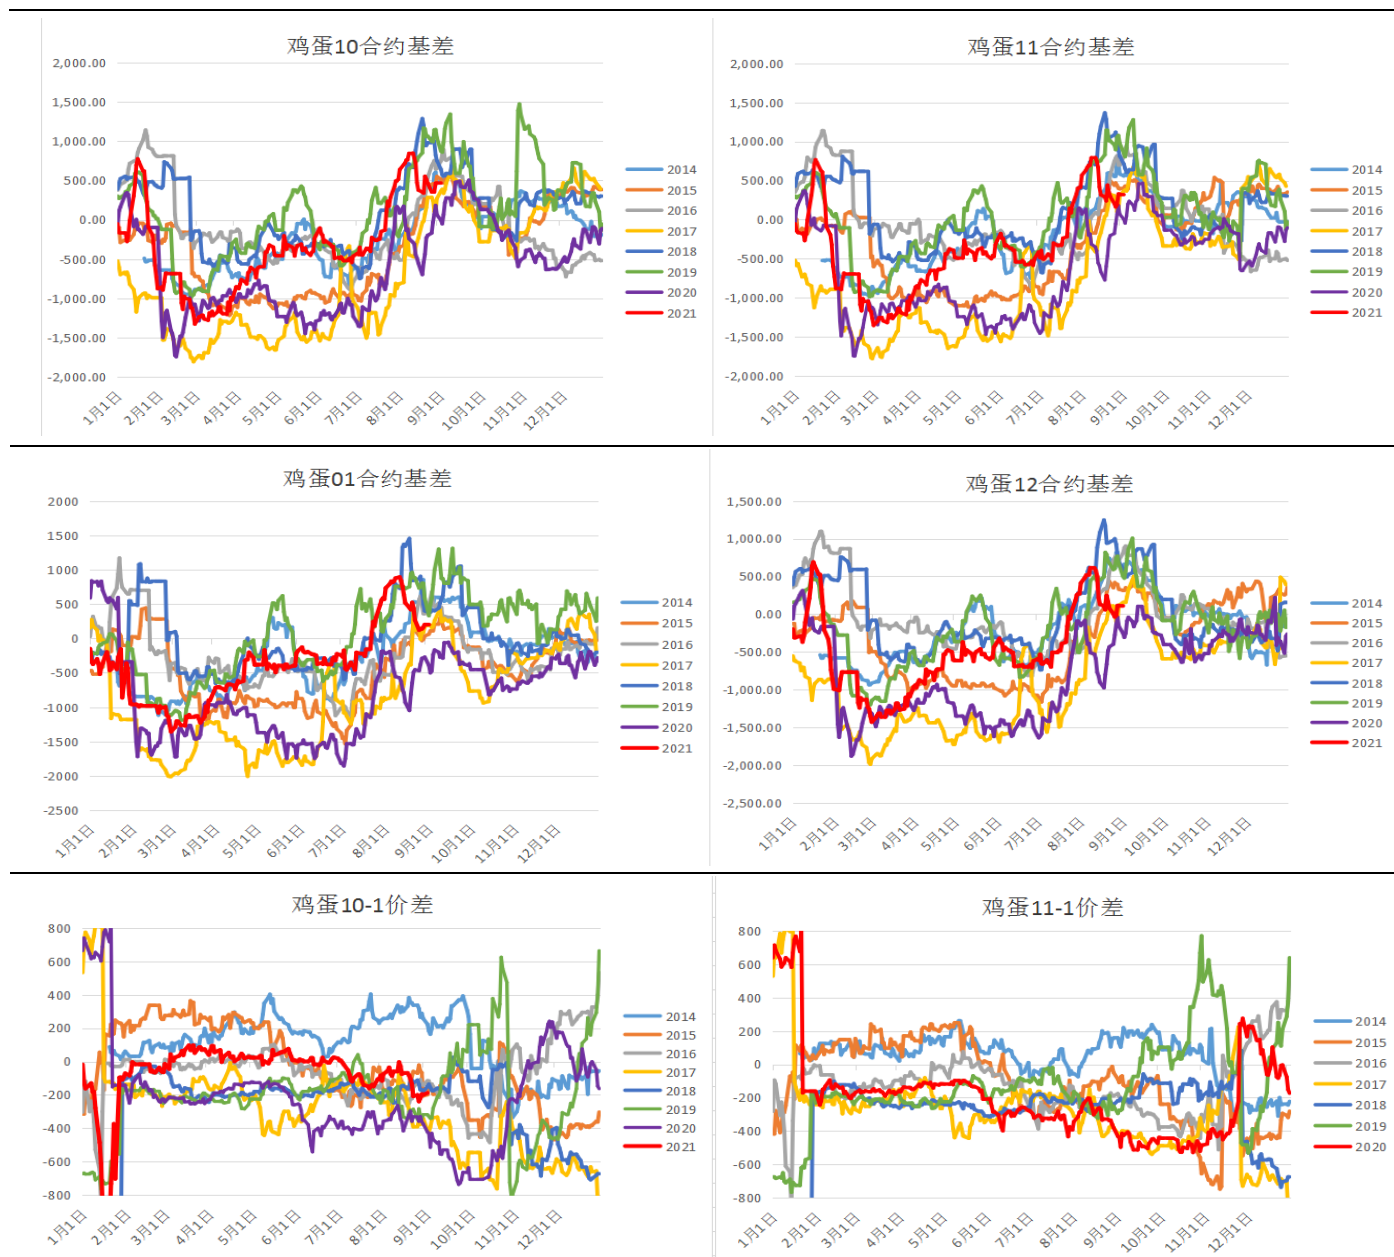 鸡蛋10合约基差
2,000.00
1,500.00
1,000.00
500.00
0.00
-500.00
-1,000.00
-1,500.00
-2,000.00
1月1日
2月1日
3月1日
4月1日
5月1日
6月1日
7月1日
8月1日
9月1日
10月1日
11月1日
12月1日
2014
2015
2016
2017
2018
2019
2020
2021
鸡蛋11合约基差
2,000.00
1,500.00
1,000.00
500.00
0.00
-500.00
-1,000.00
-1,500.00
-2,000.00
1月1日
2月1日
3月1日
4月1日
5月1日
6月1日
7月1日
8月1日
9月1日
10月1日
11月1日
12月1日
2014
2015
2016
2017
2018
2019
2020
2021
鸡蛋01合约基差
2000
1500
1000
500
0
-500
-1000
-1500
-2000
-2500
1月1日
2月1日
3月1日
4月1日
5月1日
6月1日
7月1日
8月1日
9月1日
10月1日
11月1日
12月1日
2014
2015
2016
2017
2018
2019
2020
2021
鸡蛋12合约基差
1,500.00
1,000.00
500.00
0.00
-500.00
-1,000.00
-1,500.00
-2,000.00
-2,500.00
1月1日
2月1日
3月1日
4月1日
5月1日
6月1日
7月1日
8月1日
9月1日
10月1日
11月1日
12月1日
2014
2015
2016
2017
2018
2019
2020
2021
鸡蛋10-1价差
800
600
400
200
0
-200
-400
-600
-800
1月1日
2月1日
3月1日
4月1日
5月1日
6月1日
7月1日
8月1日
9月1日
10月1日
11月1日
12月1日
2014
2015
2016
2017
2018
2019
2020
2021
鸡蛋11-1价差
800
600
400
200
0
-200
-400
-600
-800
1月1日
2月1日
3月1日
4月1日
5月1日
6月1日
7月1日
8月1日
9月1日
10月1日
11月1日
12月1日
2014
2015
2016
2017
2018
2019
2020